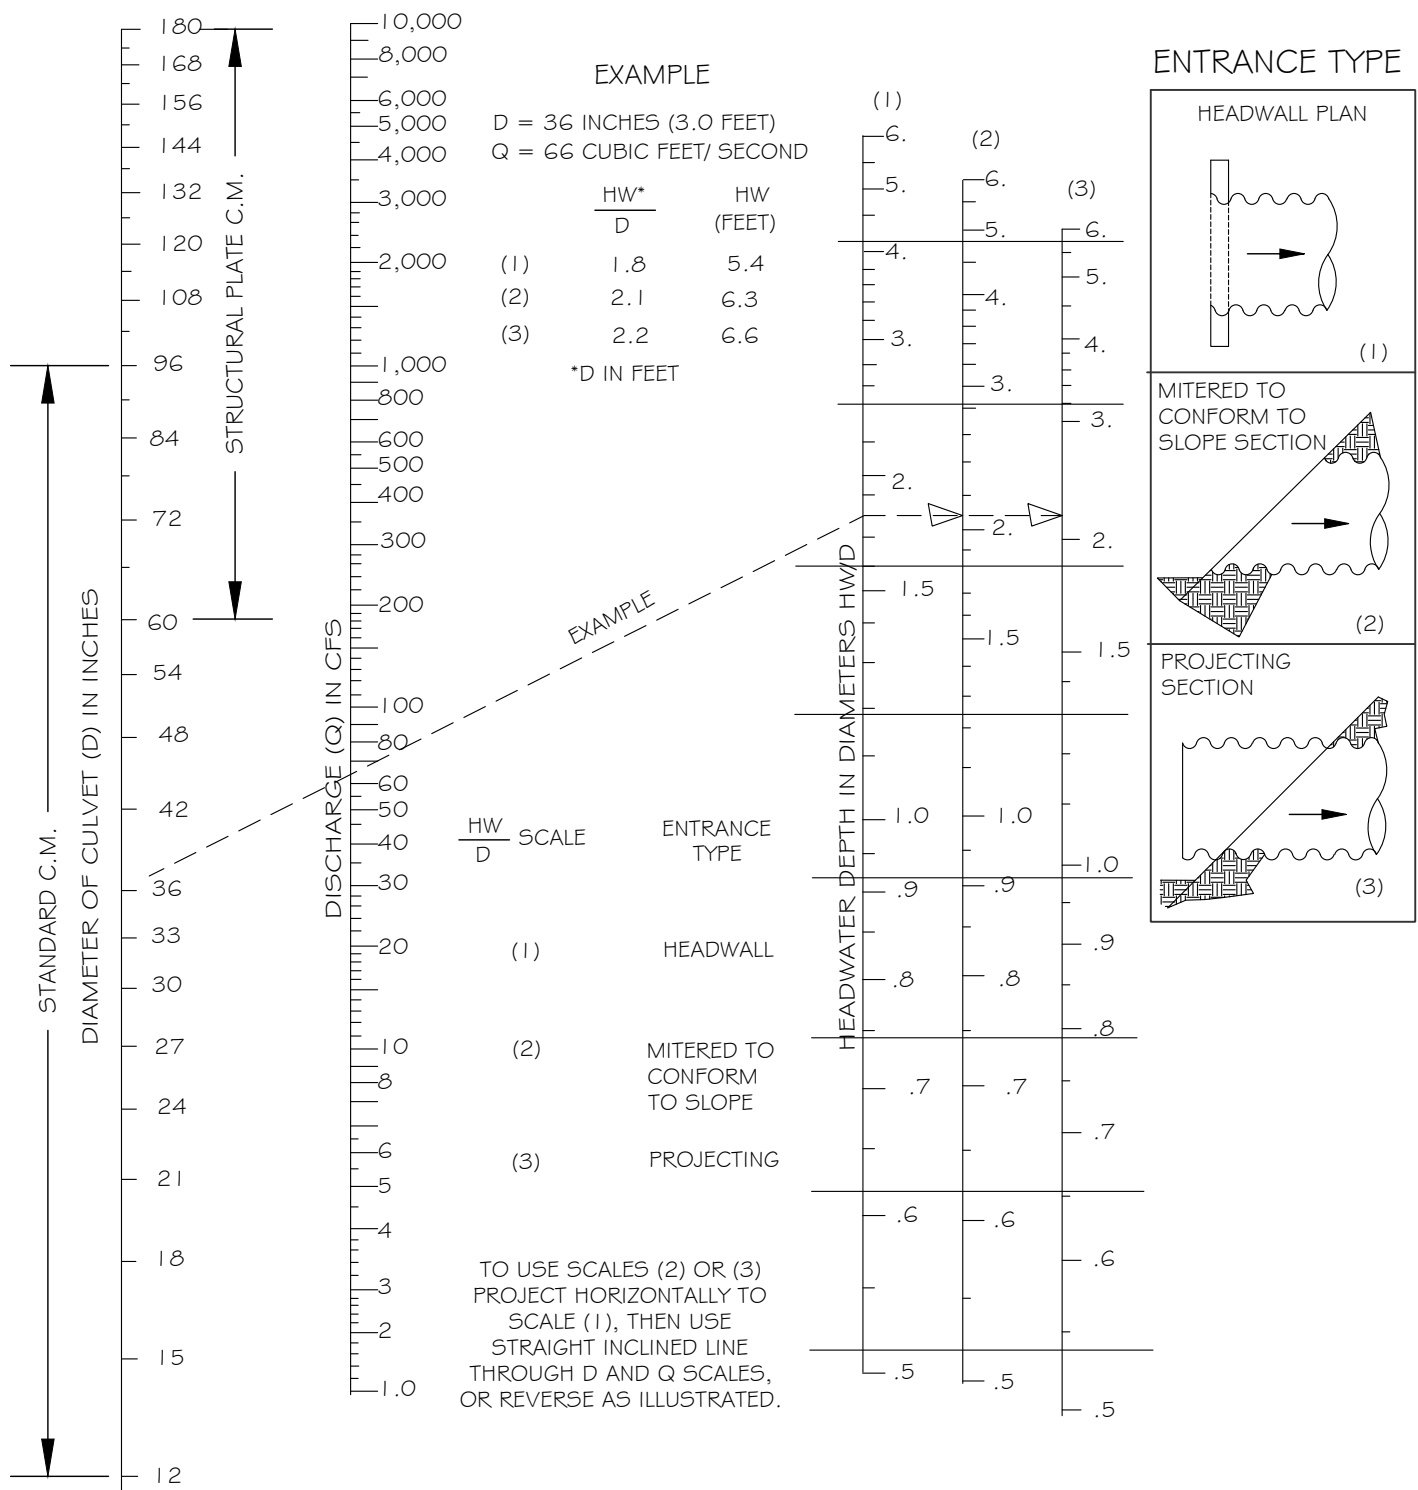 180
168
156
144
132
120
108
96
84
72
60
54
48
42
36
33
30
27
24
21
18
15
12
STANDARD C.M.
DIAMETER OF CULVET (D) IN INCHES
STRUCTURAL PLATE C.M.
DISCHARGE (Q) IN CFS
10,000
8,000
6,000
5,000
4,000
3,000
2,000
1,000
800
600
500
400
300
200
100
80
60
50
40
30
20
10
8
6
5
4
3
2
1.0
EXAMPLE
D = 36 INCHES (3.0 FEET)
Q = 66 CUBIC FEET/ SECOND
HW* HW
D (FEET)
(1) 1.8 5.4
(2) 2.1 6.3
(3) 2.2 6.6
*D IN FEET
EXAMPLE
HW SCALE ENTRANCE
D TYPE
(1) HEADWALL
(2) MITERED TO
CONFORM
TO SLOPE
(3) PROJECTING
TO USE SCALES (2) OR (3)
PROJECT HORIZONTALLY TO
SCALE (1), THEN USE
STRAIGHT INCLINED LINE
THROUGH D AND Q SCALES,
OR REVERSE AS ILLUSTRATED.
HEADWATER DEPTH IN DIAMETERS HW/D
(1)
6.
5.
4.
3.
2.
1.5
1.0
.9
.8
.7
.6
.5
(2)
6.
5.
4.
3.
2.
1.5
1.0
.9
.8
.7
.6
.5
(3)
6.
5.
4.
3.
2.
1.5
1.0
.9
.8
.7
.6
.5
ENTRANCE TYPE
HEADWALL PLAN
(1)
MITERED TO
CONFORM TO
SLOPE SECTION
(2)
PROJECTING
SECTION
(3)